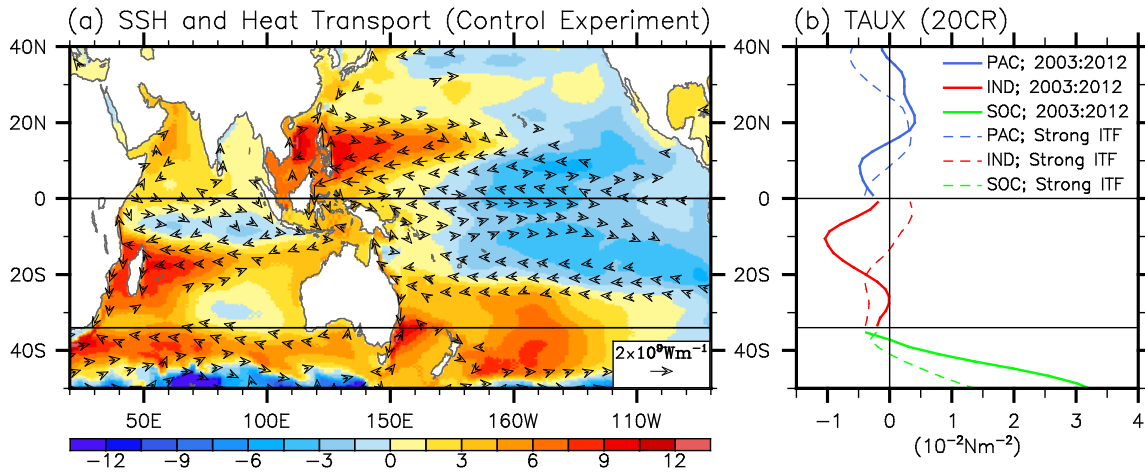 (a) SSH and Heat Transport (Control Experiment)
(b) TAUX (20CR)
40N
20N
0
20S
40S
50E 100E 150E 160W 110W
2×10⁹Wm⁻¹
−12 −9 −6 −3 0 3 6 9 12
40N
20N
0
20S
40S
PAC; 2003:2012
IND; 2003:2012
SOC; 2003:2012
PAC; Strong ITF
IND; Strong ITF
SOC; Strong ITF
−1 0 1 2 3 4
(10⁻²Nm⁻²)